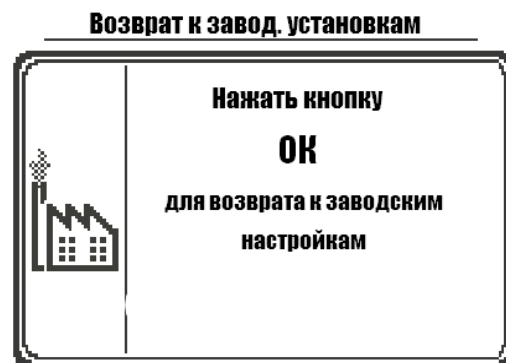 Возврат к завод. установкам
Нажать кнопку
ОК
для возврата к заводским
настройкам